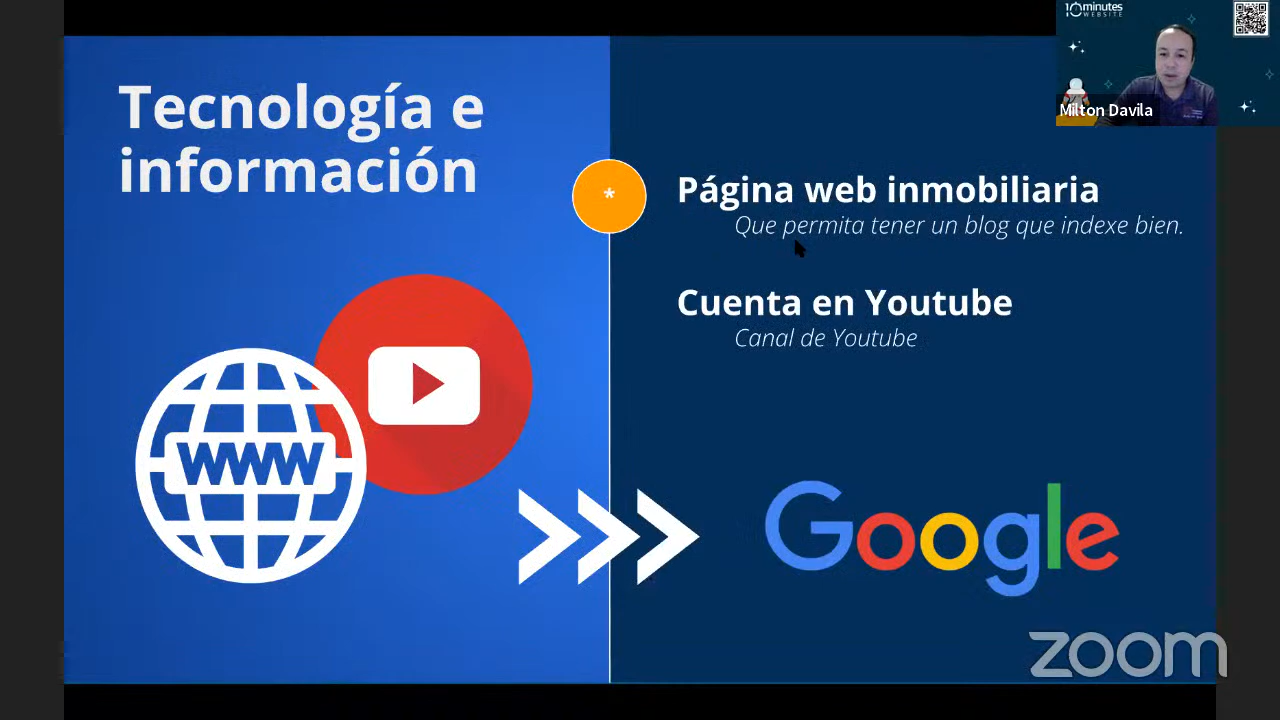 10minutes
WEBSITE
Milton Davila
Tecnología e
información
*
Página web inmobiliaria
Que permita tener un blog que indexe bien.
Cuenta en Youtube
Canal de Youtube
WWW
Google
zoom